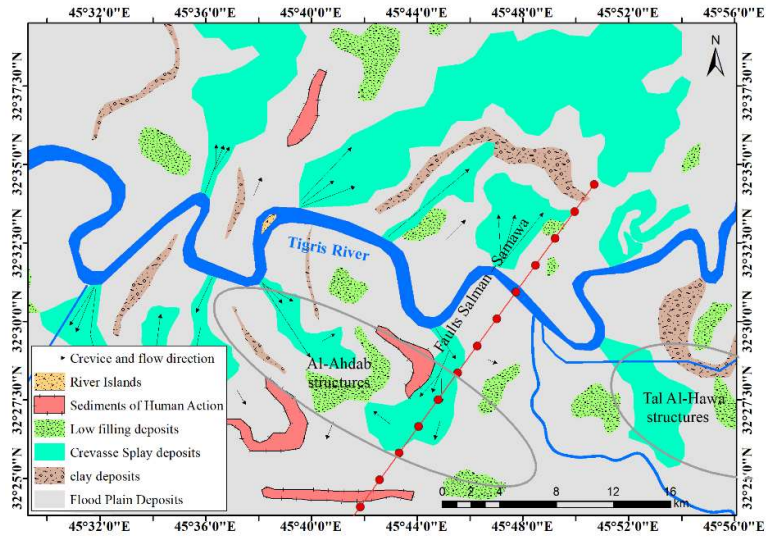 45°32'0"E 45°36'0"E 45°40'0"E 45°44'0"E 45°48'0"E 45°52'0"E 45°56'0"E
N
32°37'30"N
32°37'30"N
32°35'0"N
32°35'0"N
32°32'30"N
32°32'30"N
32°30'0"N
32°30'0"N
32°27'30"N
32°27'30"N
32°25'0"N
32°25'0"N
Tigris River
Faults Salman Samawa
Al-Ahdab
structures
Tal Al-Hawa
structures
Crevice and flow direction
River Islands
Sediments of Human Action
Low filling deposits
Crevasse Splay deposits
clay deposits
Flood Plain Deposits
0 2 4 8 12 16
km
45°32'0"E 45°36'0"E 45°40'0"E 45°44'0"E 45°48'0"E 45°52'0"E 45°56'0"E